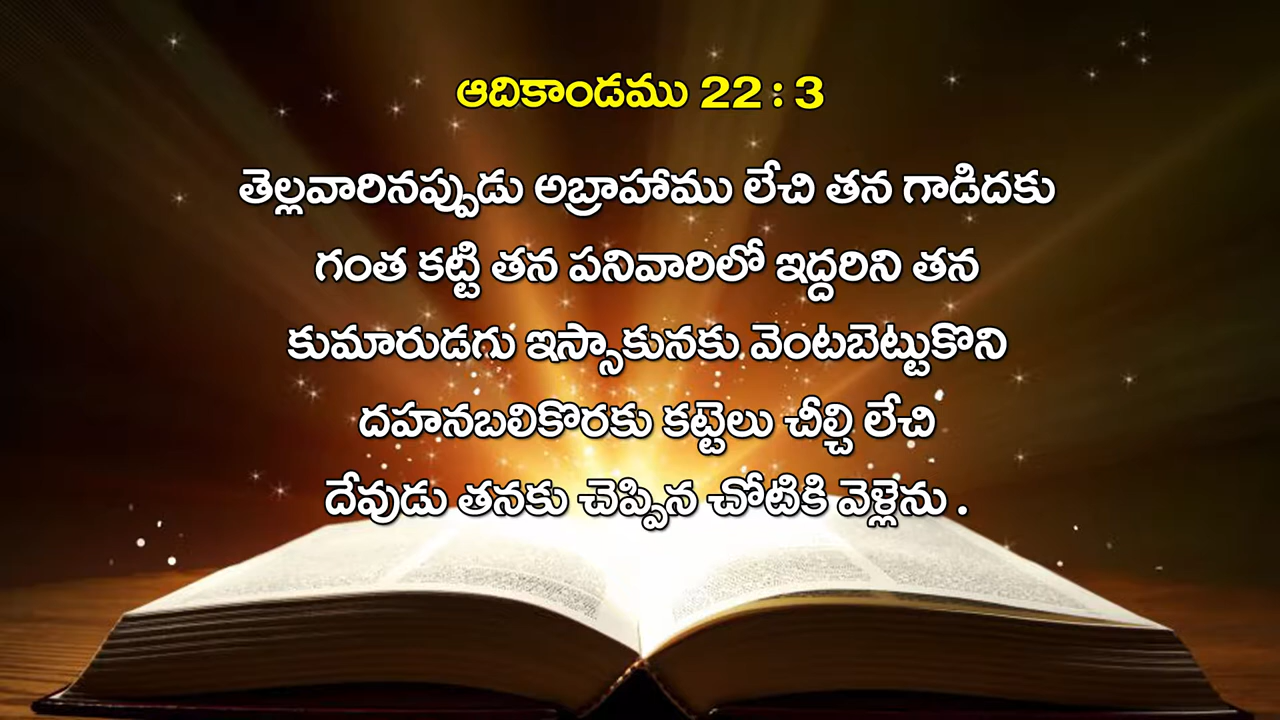 ఆదికాండము 22 : 3
తెల్లవారినప్పుడు అబ్రాహాము లేచి తన గాడిదకు
గంత కట్టి తన పనివారిలో ఇద్దరిని తన
కుమారుడగు ఇస్సాకునకు వెంటబెట్టుకొని
దహనబలికొరకు కట్టెలు చీల్చి లేచి
దేవుడు తనకు చెప్పిన చోటికి వెళ్లెను .